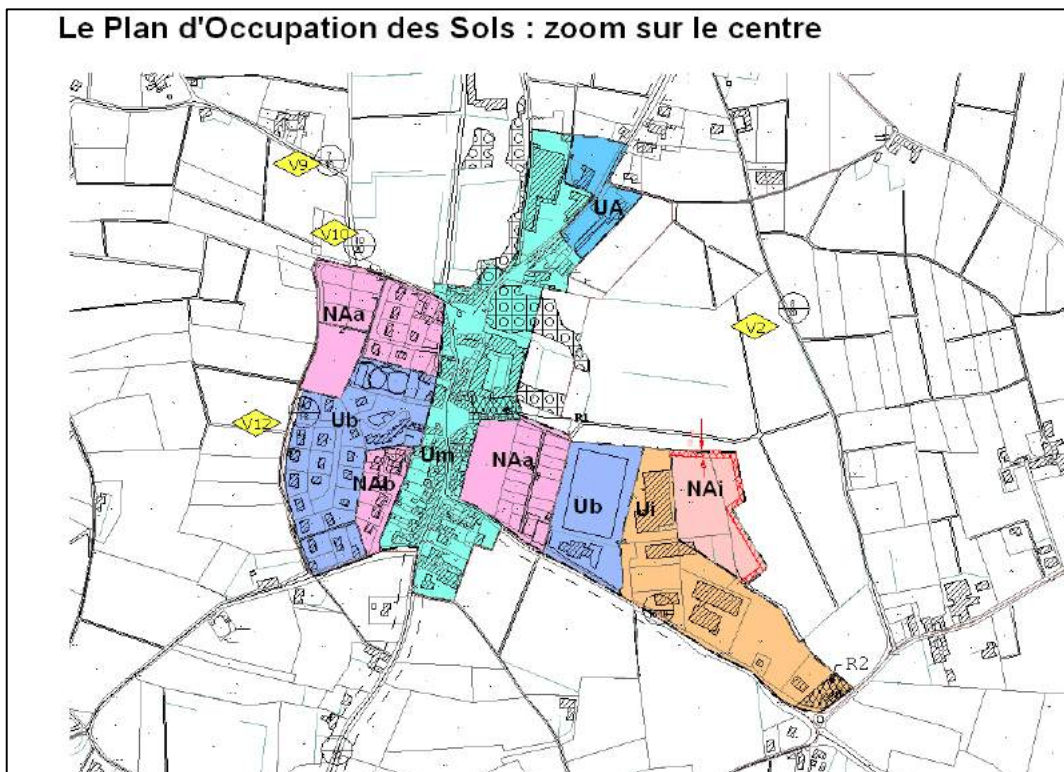 Le Plan d'Occupation des Sols : zoom sur le centre
V9
UA
V10
NAa
V2
V12
Ub
R1
Um
NAa
NAb
NAi
Ub
Ui
R2